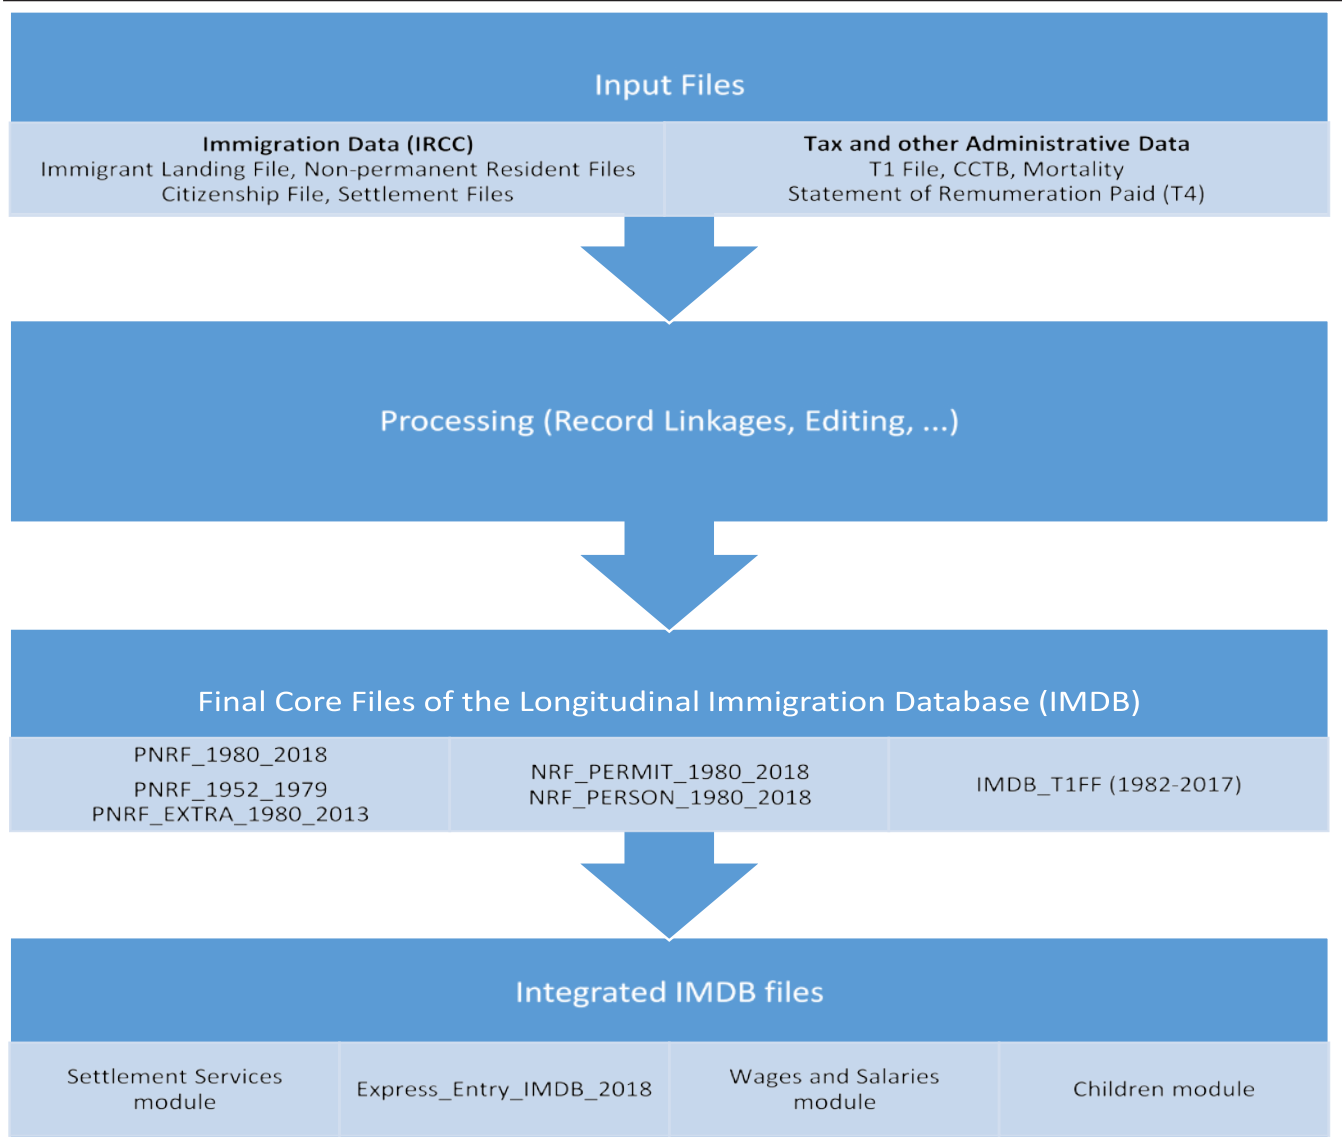 Input Files
Immigration Data (IRCC)
Immigrant Landing File, Non-permanent Resident Files
Citizenship File, Settlement Files
Tax and other Administrative Data
T1 File, CCTB, Mortality
Statement of Remumeration Paid (T4)
Processing (Record Linkages, Editing, ...)
Final Core Files of the Longitudinal Immigration Database (IMDB)
PNRF_1980_2018
PNRF_1952_1979
PNRF_EXTRA_1980_2013
NRF_PERMIT_1980_2018
NRF_PERSON_1980_2018
IMDB_T1FF (1982-2017)
Integrated IMDB files
Settlement Services
module
Express_Entry_IMDB_2018
Wages and Salaries
module
Children module